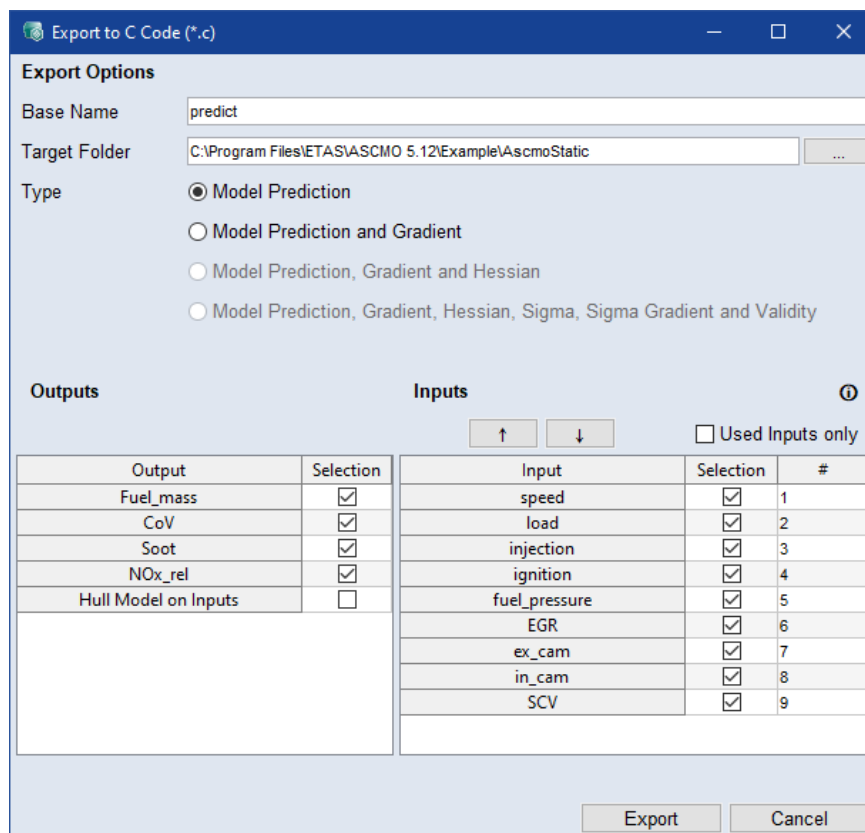 Export to C Code (*.c)
Export Options
Base Name predict
Target Folder C:\Program Files\ETAS\ASCMO 5.12\Example\AscmoStatic ...
Type Model Prediction
Model Prediction and Gradient
Model Prediction, Gradient and Hessian
Model Prediction, Gradient, Hessian, Sigma, Sigma Gradient and Validity
Outputs Inputs
↑ ↓ Used Inputs only
Output Selection Input Selection #
Fuel_mass speed 1
CoV load 2
Soot injection 3
NOx_rel ignition 4
Hull Model on Inputs fuel_pressure 5
EGR 6
ex_cam 7
in_cam 8
SCV 9
Export Cancel